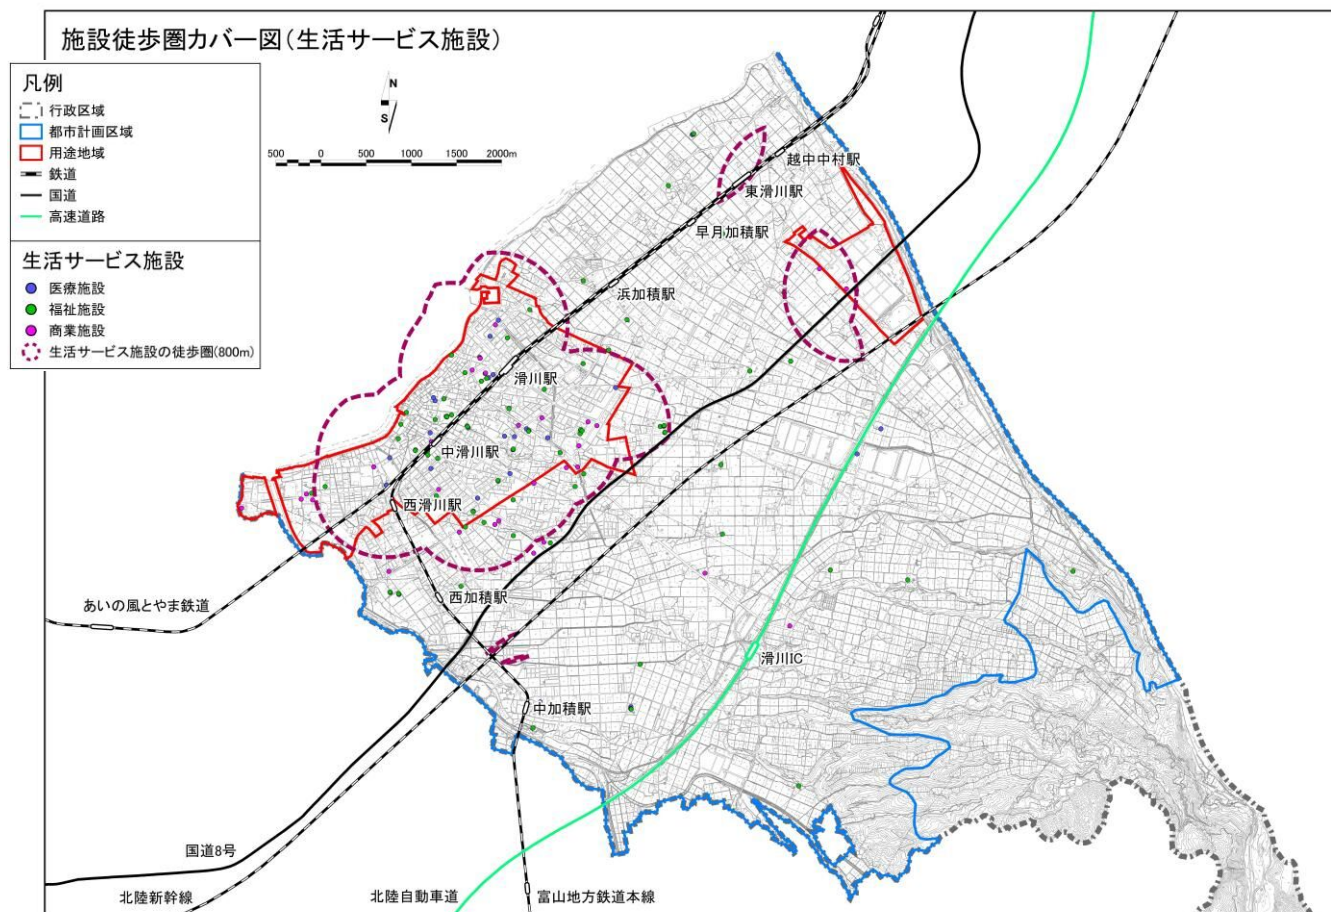 施設徒歩圏カバー図(生活サービス施設)
凡例
行政区域
都市計画区域
用途地域
鉄道
国道
高速道路
生活サービス施設
医療施設
福祉施設
商業施設
生活サービス施設の徒歩圏(800m)
N
S
500 0 500 1000 1500 2000m
越中中村駅
東滑川駅
早月加積駅
浜加積駅
滑川駅
中滑川駅
西滑川駅
西加積駅
あいの風とやま鉄道
滑川IC
中加積駅
国道8号
北陸新幹線
北陸自動車道
富山地方鉄道本線